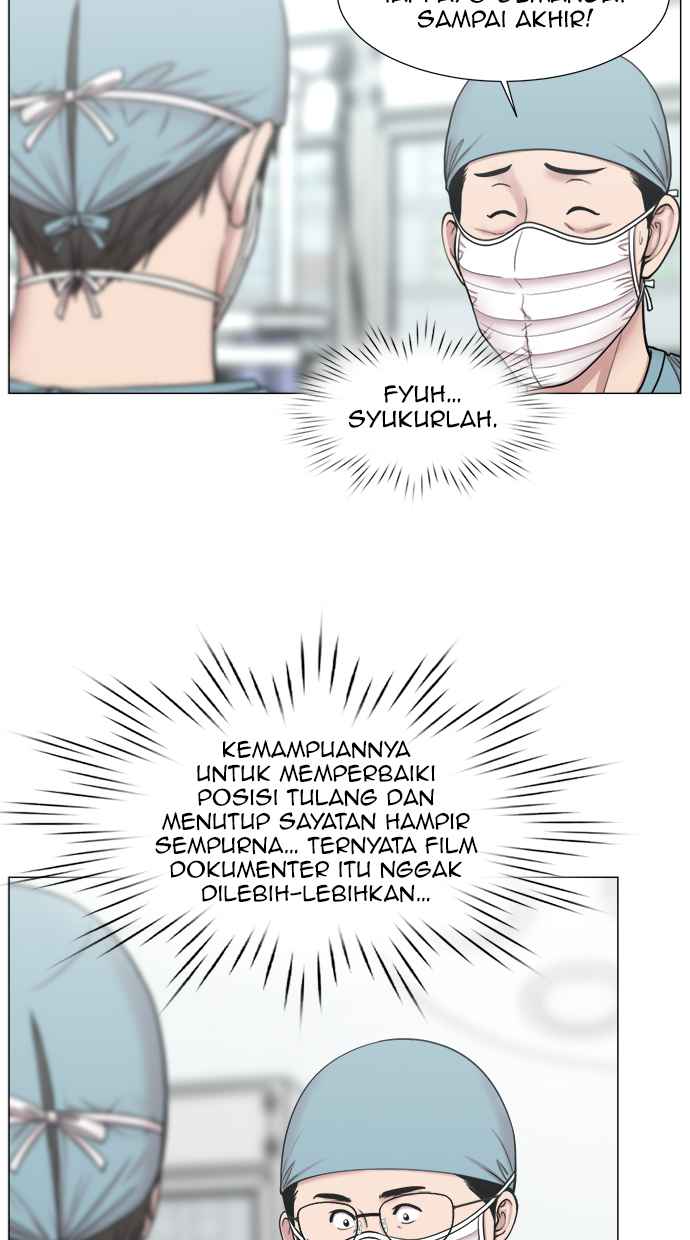 SAMPAI AKHIR!
FYUH...
SYUKURLAH.
KEMAMPUANNYA
UNTUK MEMPERBAIKI
POSISI TULANG DAN
MENUTUP SAYATAN HAMPIR
SEMPURNA... TERNYATA FILM
DOKUMENTER ITU NGGAK
DILEBIH-LEBIHKAN...